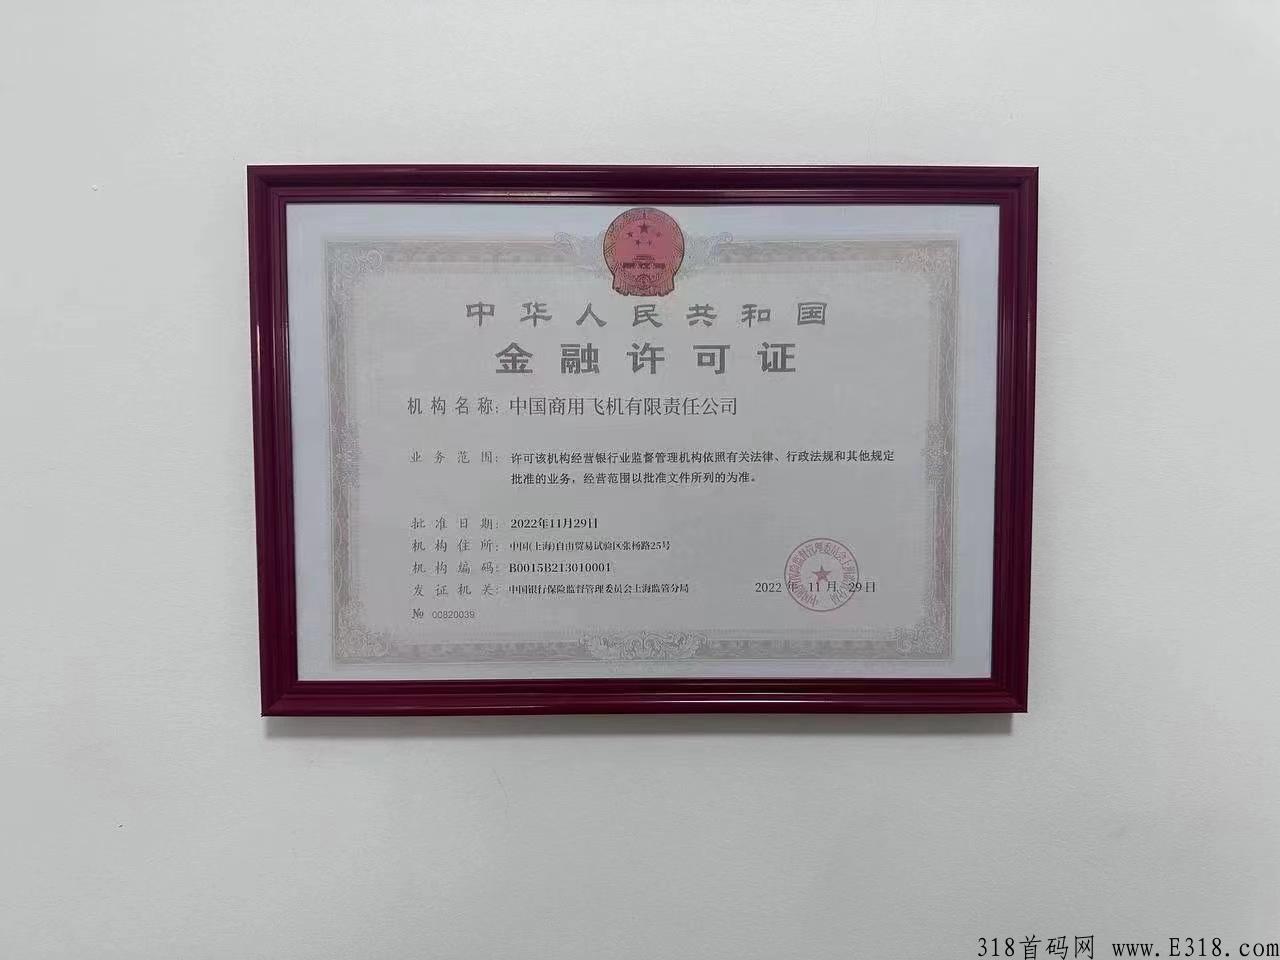 中华人民共和国
金融许可证
机构名称：中国商用飞机有限责任公司
业务范围：许可该机构经营银行业监督管理机构依照有关法律、行政法规和其他规定
批准的业务，经营范围以批准文件所列的为准。
批准日期：2022年11月29日
机构住所：中国(上海)自由贸易试验区张杨路25号
机构编码：B0015B213010001
发证机关：中国银行保险监督管理委员会上海监管分局
2022 年 11 月 29 日
№ 00820039
318首码网 www.E318.com